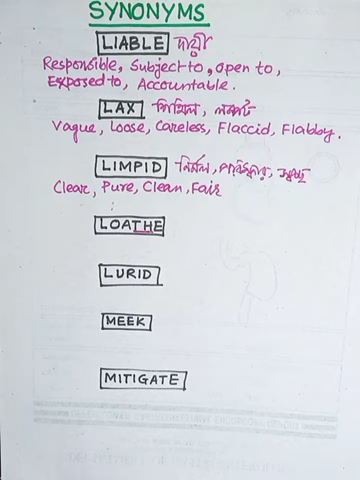 SYNONYMS
LIABLE দায়ী
Responsible, Subject to, open to,
Exposed to, Accountable.
LAX শিথিল,
Vague, Loose, Careless, Flaccid, Flabby.
LIMPID নির্মল, পরিষ্কার, স্বচ্ছ
Clear, Pure, Clean, Fair
LOATHE
LURID
MEEK
MITIGATE